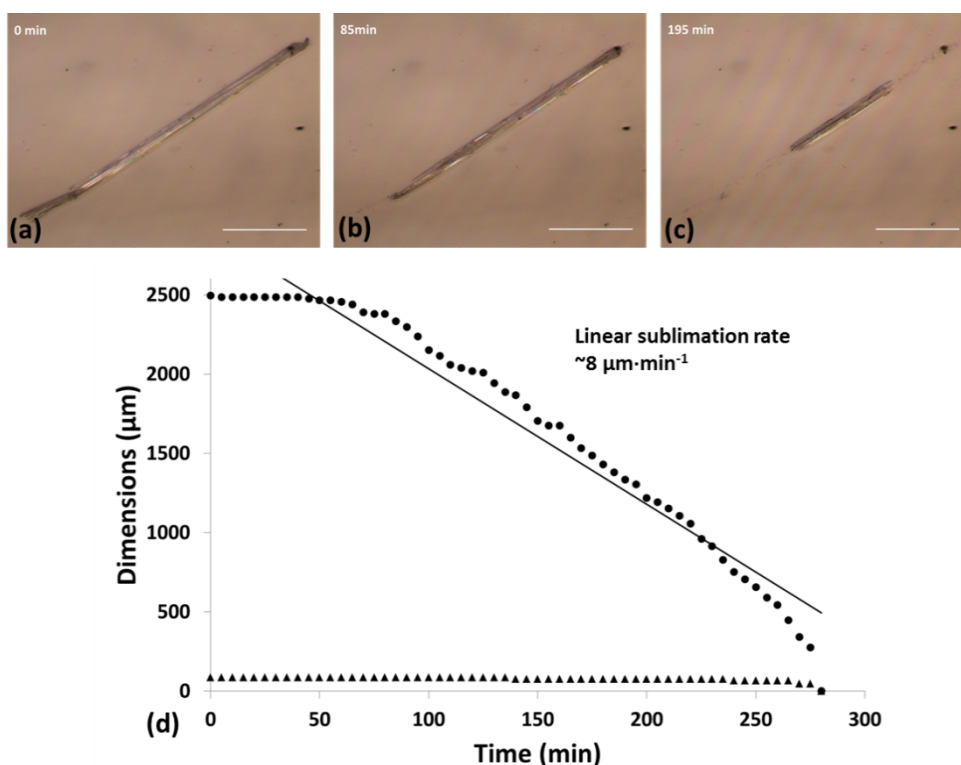 0 min
85min
195 min
(a)
(b)
(c)
2500
2000
1500
1000
500
0
Dimensions (µm)
Linear sublimation rate
~8 µm·min⁻¹
0
50
100
150
200
250
300
(d)
Time (min)